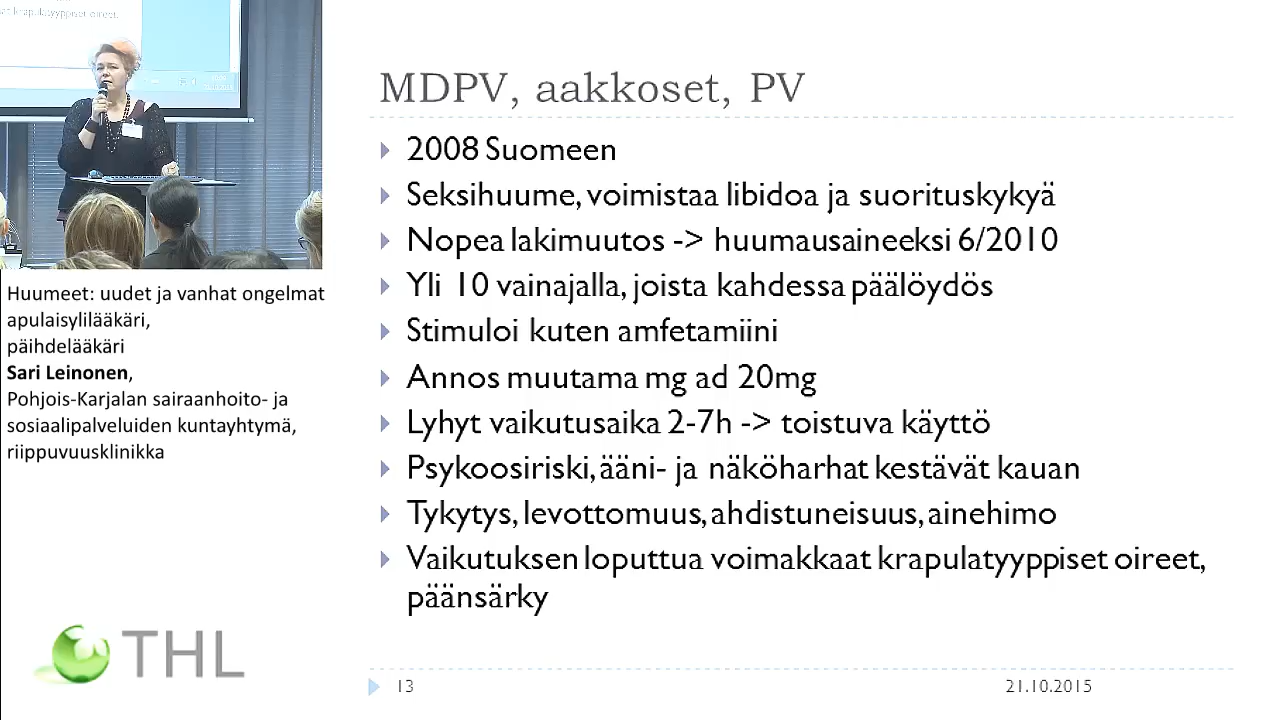 at krapulatyyppiset oireet,
MDPV, aakkoset, PV
2008 Suomeen
Seksihuume, voimistaa libidoa ja suorituskykyä
Nopea lakimuutos -> huumausaineeksi 6/2010
Yli 10 vainajalla, joista kahdessa päälöydös
Stimuloi kuten amfetamiini
Annos muutama mg ad 20mg
Lyhyt vaikutusaika 2-7h -> toistuva käyttö
Psykoosiriski, ääni- ja näköharhat kestävät kauan
Tykytys, levottomuus, ahdistuneisuus, ainehimo
Vaikutuksen loputtua voimakkaat krapulatyyppiset oireet,
päänsärky
Huumeet: uudet ja vanhat ongelmat
apulaisylilääkäri,
päihdelääkäri
Sari Leinonen,
Pohjois-Karjalan sairaanhoito- ja
sosiaalipalveluiden kuntayhtymä,
riippuvuusklinikka
THL
13
21.10.2015